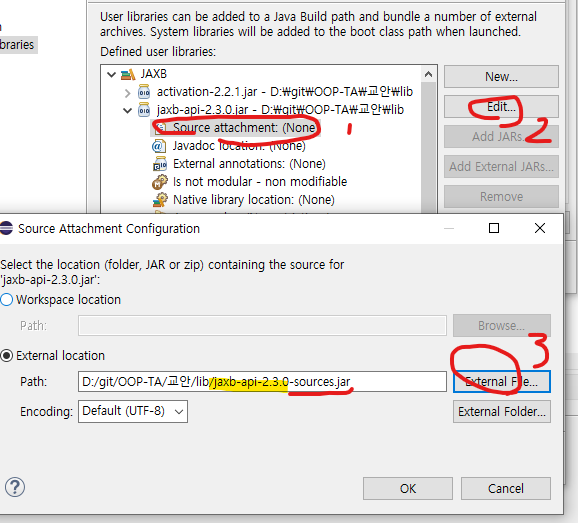 User libraries can be added to a Java Build path and bundle a number of external
archives. System libraries will be added to the boot class path when launched.
Defined user libraries:
braries
JAXB
activation-2.2.1.jar - D:₩git₩OOP-TA₩교안₩lib
jaxb-api-2.3.0.jar - D:₩git₩OOP-TA₩교안₩lib
Source attachment: (None)
1
Javadoc location: (None)
External annotations: (None)
Is not modular - non modifiable
Native library location: (None)
New...
Edit...
2
Add JARs...
Add External JARs...
Remove
Source Attachment Configuration
Select the location (folder, JAR or zip) containing the source for
'jaxb-api-2.3.0.jar':
Workspace location
Path:
Browse...
3
External location
Path: D:/git/OOP-TA/교안/lib/jaxb-api-2.3.0-sources.jar
External File...
Encoding: Default (UTF-8)
External Folder...
?
OK
Cancel